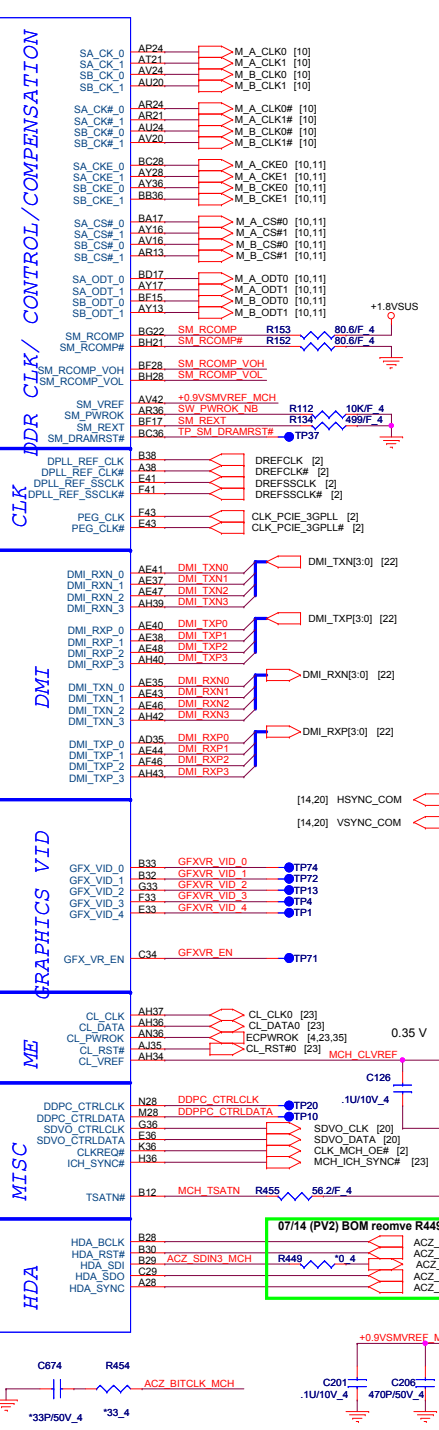 DDR CLK/ CONTROL/COMPENSATION
SA_CK_0 AP24 M_A_CLK0 [10]
SA_CK_1 AT21 M_A_CLK1 [10]
SB_CK_0 AV24 M_B_CLK0 [10]
SB_CK_1 AU20 M_B_CLK1 [10]
SA_CK#_0 AR24 M_A_CLK0# [10]
SA_CK#_1 AR21 M_A_CLK1# [10]
SB_CK#_0 AU24 M_B_CLK0# [10]
SB_CK#_1 AV20 M_B_CLK1# [10]
SA_CKE_0 BC28 M_A_CKE0 [10,11]
SA_CKE_1 AY28 M_A_CKE1 [10,11]
SB_CKE_0 AY36 M_B_CKE0 [10,11]
SB_CKE_1 BB36 M_B_CKE1 [10,11]
SA_CS#_0 BA17 M_A_CS#0 [10,11]
SA_CS#_1 AY16 M_A_CS#1 [10,11]
SB_CS#_0 AV16 M_B_CS#0 [10,11]
SB_CS#_1 AR13 M_B_CS#1 [10,11]
SA_ODT_0 BD17 M_A_ODT0 [10,11]
SA_ODT_1 AY17 M_A_ODT1 [10,11]
SB_ODT_0 BF15 M_B_ODT0 [10,11]
SB_ODT_1 AY13 M_B_ODT1 [10,11]
+1.8VSUS
SM_RCOMP BG22 SM_RCOMP R153 80.6/F_4
SM_RCOMP# BH21 SM_RCOMP# R152 80.6/F_4
SM_RCOMP_VOH BF28 SM_RCOMP_VOH
SM_RCOMP_VOL BH28 SM_RCOMP_VOL
SM_VREF AV42 +0.9VSMVREF_MCH
SM_PWROK AR36 SW_PWROK_NB R112 10K/F_4
SM_REXT BF17 SM_REXT R134 499/F_4
SM_DRAMRST# BC36 TP_SM_DRAMRST# TP37
CLK
DPLL_REF_CLK B38 DREFCLK [2]
DPLL_REF_CLK# A38 DREFCLK# [2]
DPLL_REF_SSCLK E41 DREFSSCLK [2]
DPLL_REF_SSCLK# F41 DREFSSCLK# [2]
PEG_CLK F43 CLK_PCIE_3GPLL [2]
PEG_CLK# E43 CLK_PCIE_3GPLL# [2]
DMI
DMI_TXN[3:0] [22]
DMI_RXN_0 AE41 DMI_TXN0
DMI_RXN_1 AE37 DMI_TXN1
DMI_RXN_2 AE47 DMI_TXN2
DMI_RXN_3 AH39 DMI_TXN3
DMI_TXP[3:0] [22]
DMI_RXP_0 AE40 DMI_TXP0
DMI_RXP_1 AE38 DMI_TXP1
DMI_RXP_2 AE48 DMI_TXP2
DMI_RXP_3 AH40 DMI_TXP3
DMI_RXN[3:0] [22]
DMI_TXN_0 AE35 DMI_RXN0
DMI_TXN_1 AE43 DMI_RXN1
DMI_TXN_2 AE46 DMI_RXN2
DMI_TXN_3 AH42 DMI_RXN3
DMI_RXP[3:0] [22]
DMI_TXP_0 AD35 DMI_RXP0
DMI_TXP_1 AE44 DMI_RXP1
DMI_TXP_2 AF46 DMI_RXP2
DMI_TXP_3 AH43 DMI_RXP3
[14,20] HSYNC_COM
[14,20] VSYNC_COM
GRAPHICS VID
GFX_VID_0 B33 GFXVR_VID_0 TP74
GFX_VID_1 B32 GFXVR_VID_1 TP72
GFX_VID_2 G33 GFXVR_VID_2 TP13
GFX_VID_3 F33 GFXVR_VID_3 TP4
GFX_VID_4 E33 GFXVR_VID_4 TP1
GFX_VR_EN C34 GFXVR_EN TP71
ME
CL_CLK AH37 CL_CLK0 [23]
CL_DATA AH36 CL_DATA0 [23]
CL_PWROK AN36 ECPWROK [4,23,35]
CL_RST# AJ35 CL_RST#0 [23]
CL_VREF AH34 MCH_CLVREF
0.35 V
C126
.1U/10V_4
MISC
DDPC_CTRLCLK N28 DDPC_CTRLCLK TP20
DDPC_CTRLDATA M28 DDPPC_CTRLDATA TP10
SDVO_CTRLCLK G36 SDVO_CLK [20]
SDVO_CTRLDATA E36 SDVO_DATA [20]
CLKREQ# K36 CLK_MCH_OE# [2]
ICH_SYNC# H36 MCH_ICH_SYNC# [23]
TSATN# B12 MCH_TSATN R455 56.2/F_4
HDA
07/14 (PV2) BOM reomve R449
HDA_BCLK B28 ACZ_
HDA_RST# B30 ACZ_
HDA_SDI B29 ACZ_SDIN3_MCH R449 *0_4 ACZ_
HDA_SDO C29 ACZ_
HDA_SYNC A28 ACZ_
C674 R454 ACZ_BITCLK_MCH
*33P/50V_4 *33_4
+0.9VSMVREF_M
C201 C206
.1U/10V_4 470P/50V_4